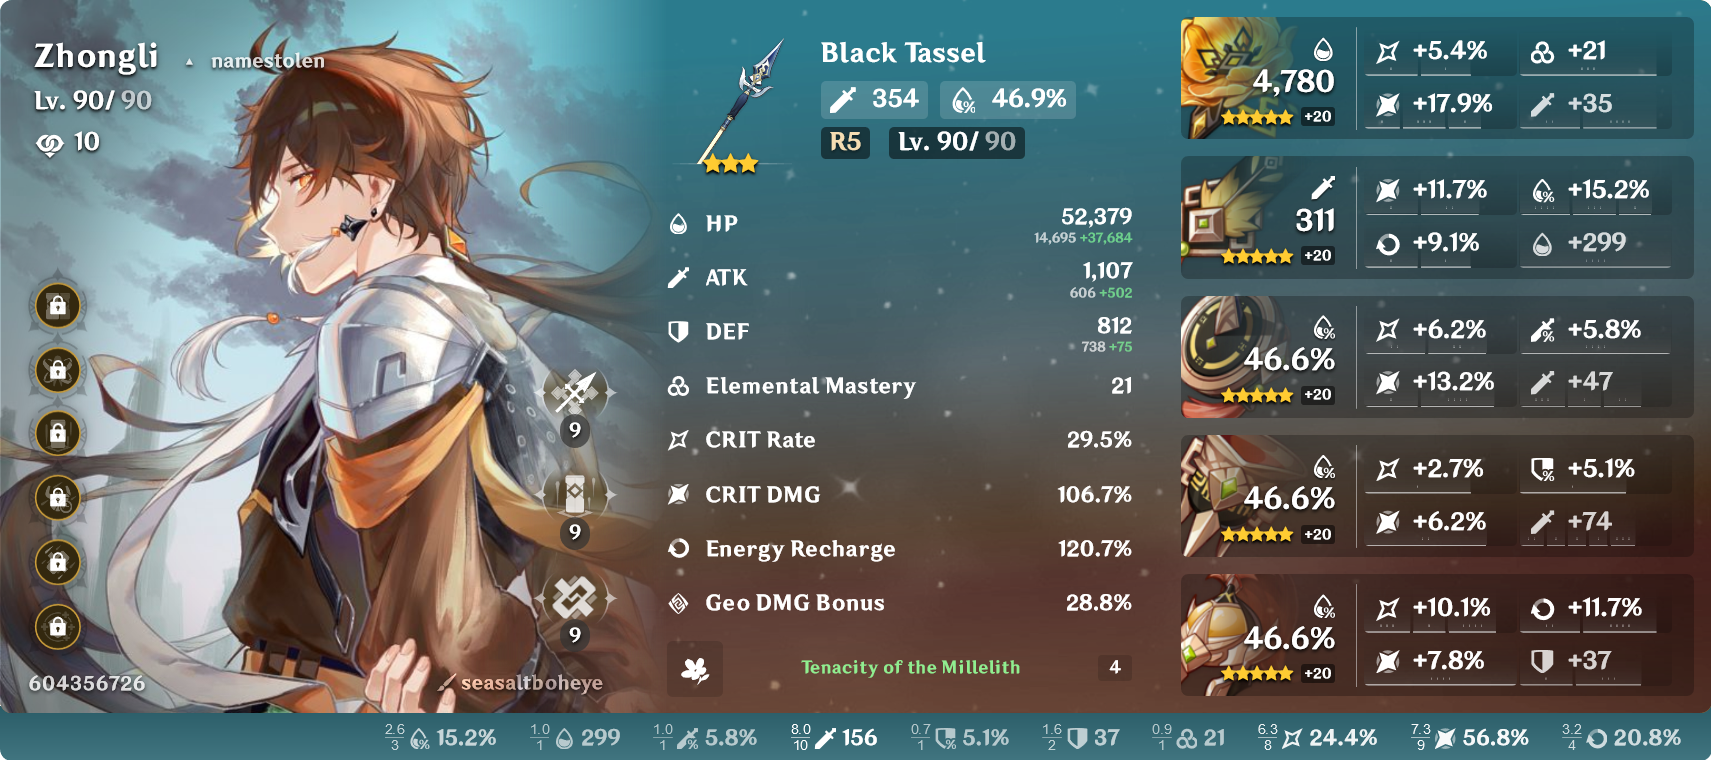 Zhongli ▲ namestolen
Lv. 90/ 90
10
9
9
9
604356726
seasaltboheye
Black Tassel
354 46.9%
R5 Lv. 90/ 90
HP 52,379
14,695 +37,684
ATK 1,107
606 +502
DEF 812
738 +75
Elemental Mastery 21
CRIT Rate 29.5%
CRIT DMG 106.7%
Energy Recharge 120.7%
Geo DMG Bonus 28.8%
Tenacity of the Millelith 4
4,780
+20
+5.4% +21
+17.9% +35
311
+20
+11.7% +15.2%
+9.1% +299
46.6%
+20
+6.2% +5.8%
+13.2% +47
46.6%
+20
+2.7% +5.1%
+6.2% +74
46.6%
+20
+10.1% +11.7%
+7.8% +37
2.6 3 15.2% 1.0 1 299 1.0 1 5.8% 8.0 10 156 0.7 1 5.1% 1.6 2 37 0.9 1 21 6.3 8 24.4% 7.3 9 56.8% 3.2 4 20.8%